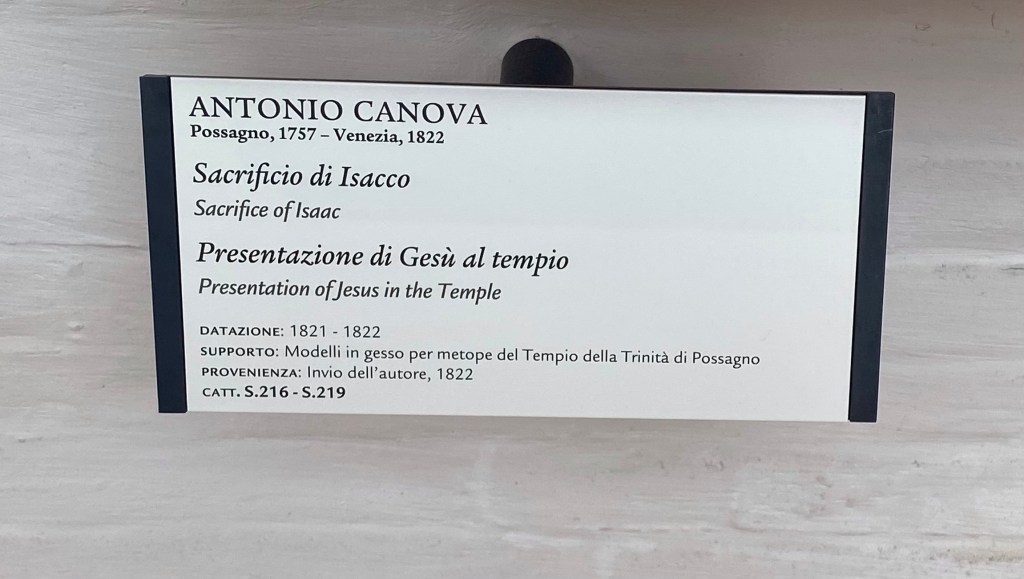 ANTONIO CANOVA
Possagno, 1757 – Venezia, 1822
Sacrificio di Isacco
Sacrifice of Isaac
Presentazione di Gesù al tempio
Presentation of Jesus in the Temple
DATAZIONE: 1821 - 1822
SUPPORTO: Modelli in gesso per metope del Tempio della Trinità di Possagno
PROVENIENZA: Invio dell'autore, 1822
CATT. S.216 - S.219